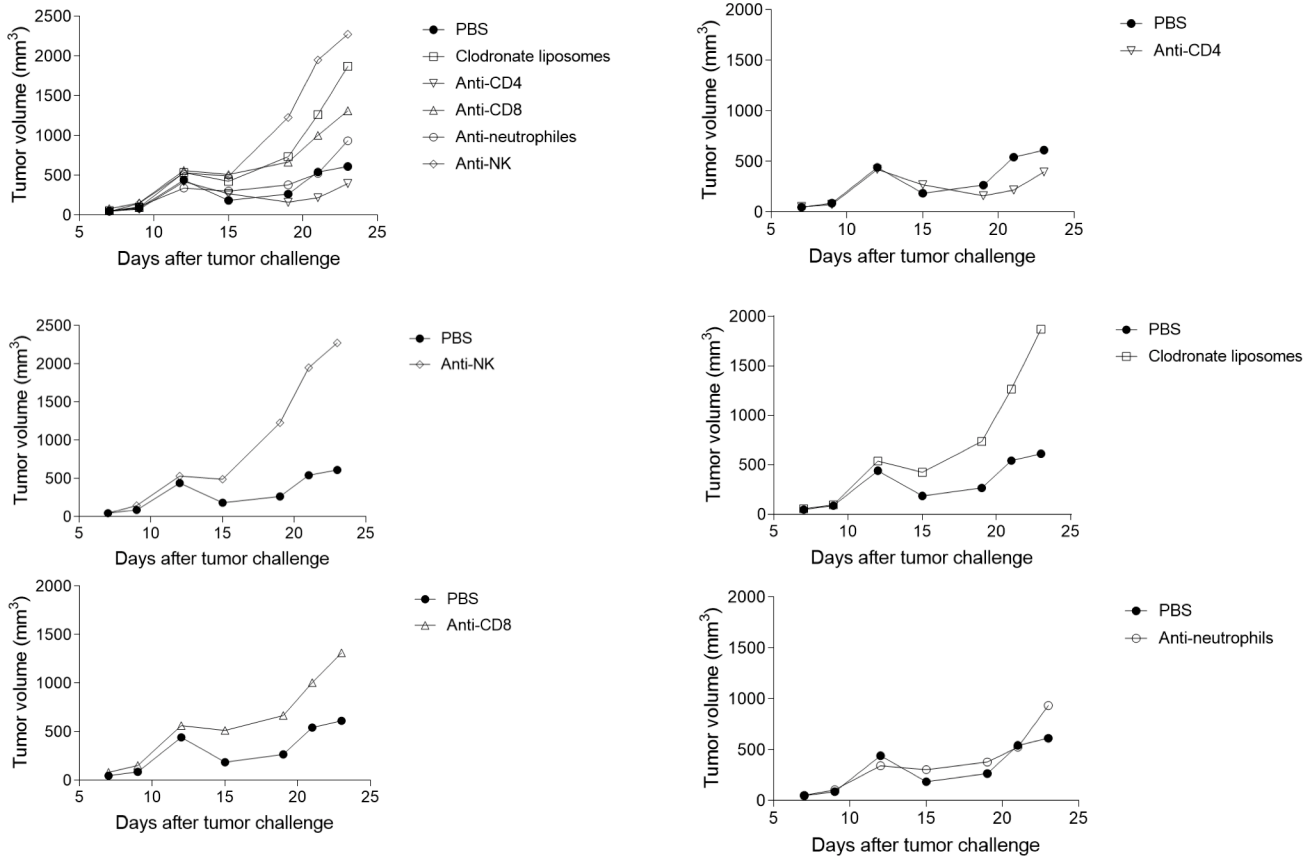 Tumor volume (mm³)
2500
2000
1500
1000
500
0
5
10
15
20
25
Days after tumor challenge
PBS
Clodronate liposomes
Anti-CD4
Anti-CD8
Anti-neutrophiles
Anti-NK
Tumor volume (mm³)
2000
1500
1000
500
0
5
10
15
20
25
Days after tumor challenge
PBS
Anti-CD4
Tumor volume (mm³)
2500
2000
1500
1000
500
0
5
10
15
20
25
Days after tumor challenge
PBS
Anti-NK
Tumor volume (mm³)
2000
1500
1000
500
0
5
10
15
20
25
Days after tumor challenge
PBS
Clodronate liposomes
Tumor volume (mm³)
2000
1500
1000
500
0
5
10
15
20
25
Days after tumor challenge
PBS
Anti-CD8
Tumor volume (mm³)
2000
1500
1000
500
0
5
10
15
20
25
Days after tumor challenge
PBS
Anti-neutrophils